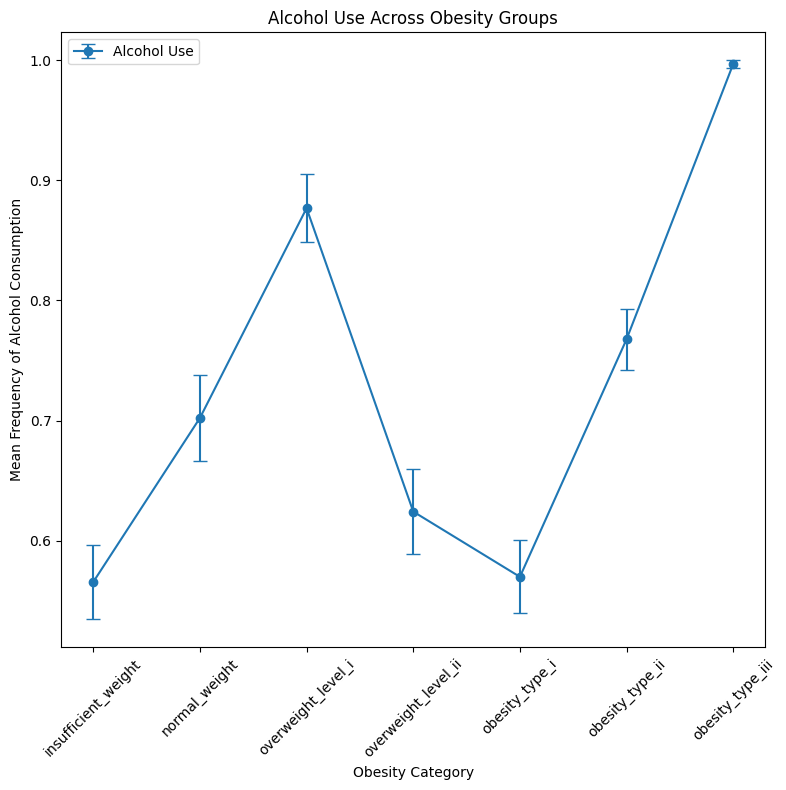 Alcohol Use Across Obesity Groups
Alcohol Use
Mean Frequency of Alcohol Consumption
1.0
0.9
0.8
0.7
0.6
insufficient_weight
normal_weight
overweight_level_i
overweight_level_ii
obesity_type_i
obesity_type_ii
obesity_type_iii
Obesity Category